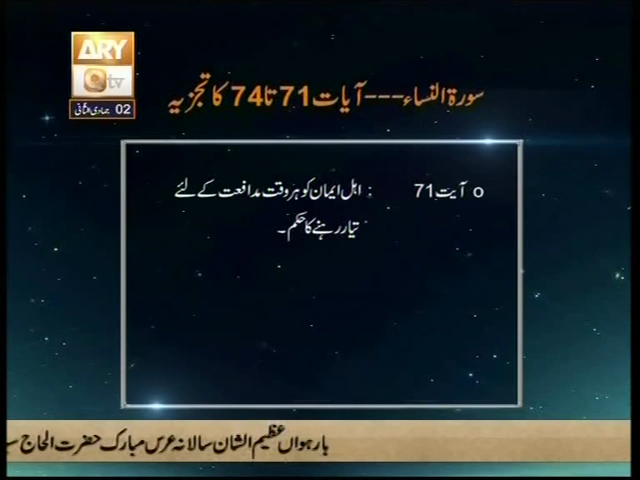 ARY
Qtv
02 جمادی الثانی
سورۃ النساء---آیات 71 تا 74 کا تجزیہ
o آیت 71 : اہل ایمان کو ہر وقت مدافعت کے لئے
تیار رہنے کا حکم۔
بارہواں عظیم الشان سالانہ عرس مبارک حضرت الحاج